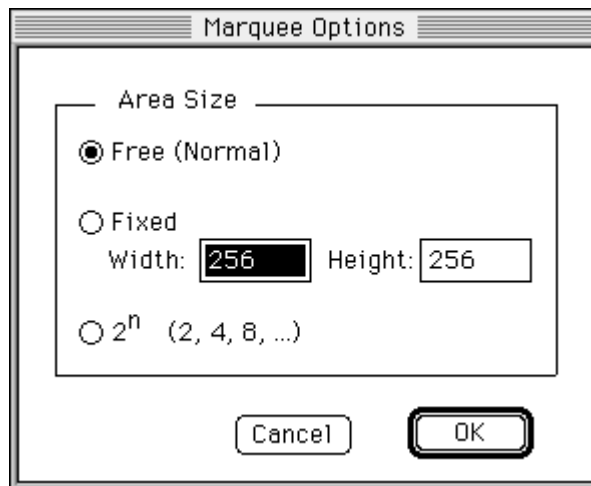 Marquee Options
Area Size
Free (Normal)
Fixed
Width: 256 Height: 256
2ⁿ (2, 4, 8, ...)
Cancel OK